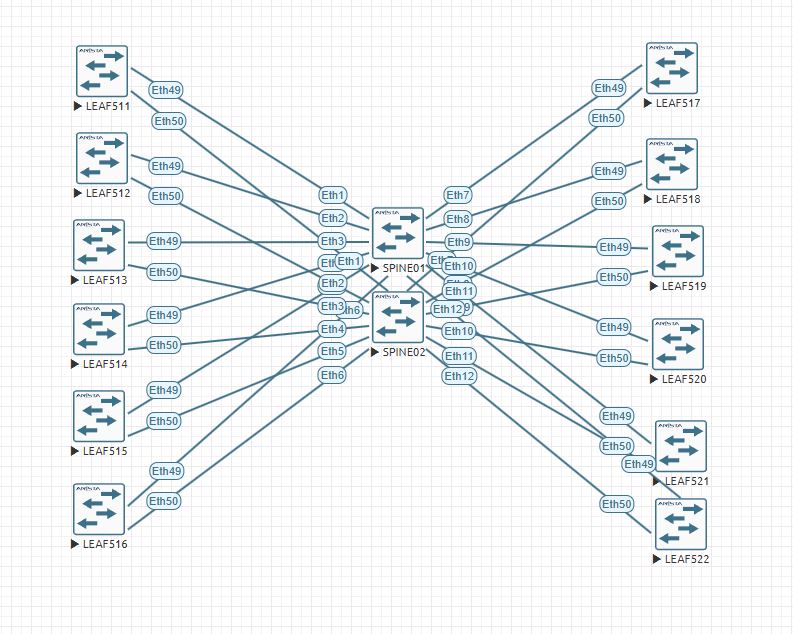 ARISTA
LEAF511
ARISTA
LEAF512
ARISTA
LEAF513
ARISTA
LEAF514
ARISTA
LEAF515
ARISTA
LEAF516
Eth49
Eth50
Eth49
Eth50
Eth49
Eth50
Eth49
Eth50
Eth49
Eth50
Eth49
Eth50
Eth1
Eth2
Eth3
Eth1
Eth2
Eth3
Eth4
Eth5
Eth6
ARISTA
SPINE01
ARISTA
SPINE02
Eth7
Eth8
Eth9
Eth10
Eth11
Eth12
Eth10
Eth11
Eth12
Eth49
Eth50
Eth49
Eth50
Eth49
Eth50
Eth49
Eth50
Eth49
Eth50
Eth49
Eth50
ARISTA
LEAF517
ARISTA
LEAF518
ARISTA
LEAF519
ARISTA
LEAF520
ARISTA
LEAF521
ARISTA
LEAF522